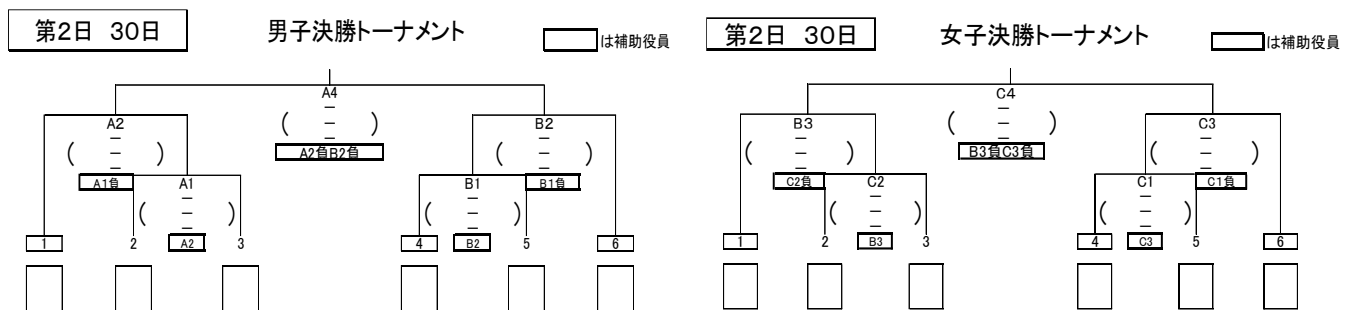 第2日 30日
男子決勝トーナメント
は補助役員
A4
( － － － )
A2負B2負
A2
( － － － )
A1負
B2
( － － － )
B1負
A1
( － － － )
A2
B1
( － － － )
B2
1 2 3 4 5 6
第2日 30日
女子決勝トーナメント
は補助役員
C4
( － － － )
B3負C3負
B3
( － － － )
C2負
C3
( － － － )
C1負
C2
( － － － )
B3
C1
( － － － )
C3
1 2 3 4 5 6